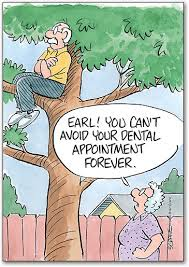 EARL! YOU CAN'T
AVOID YOUR DENTAL
APPOINTMENT
FOREVER.